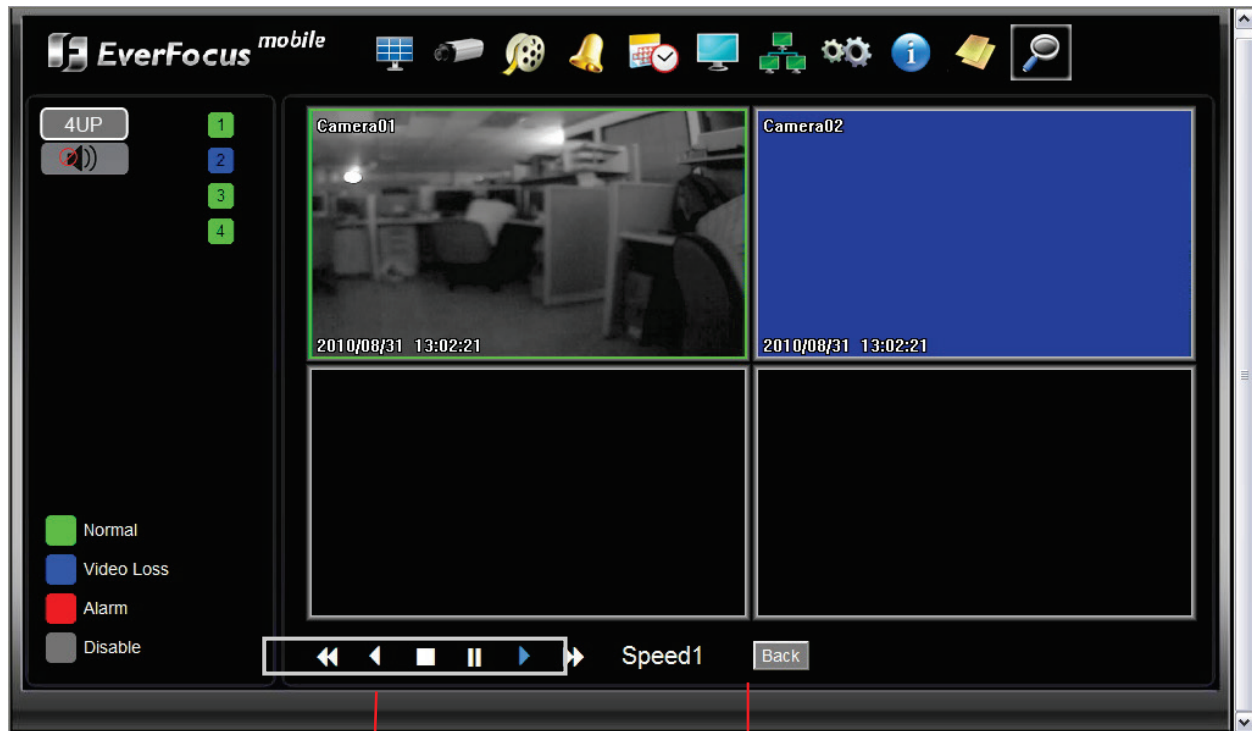 EverFocus mobile
4UP
1
2
3
4
Camera01
2010/08/31 13:02:21
Camera02
2010/08/31 13:02:21
Normal
Video Loss
Alarm
Disable
Speed1
Back